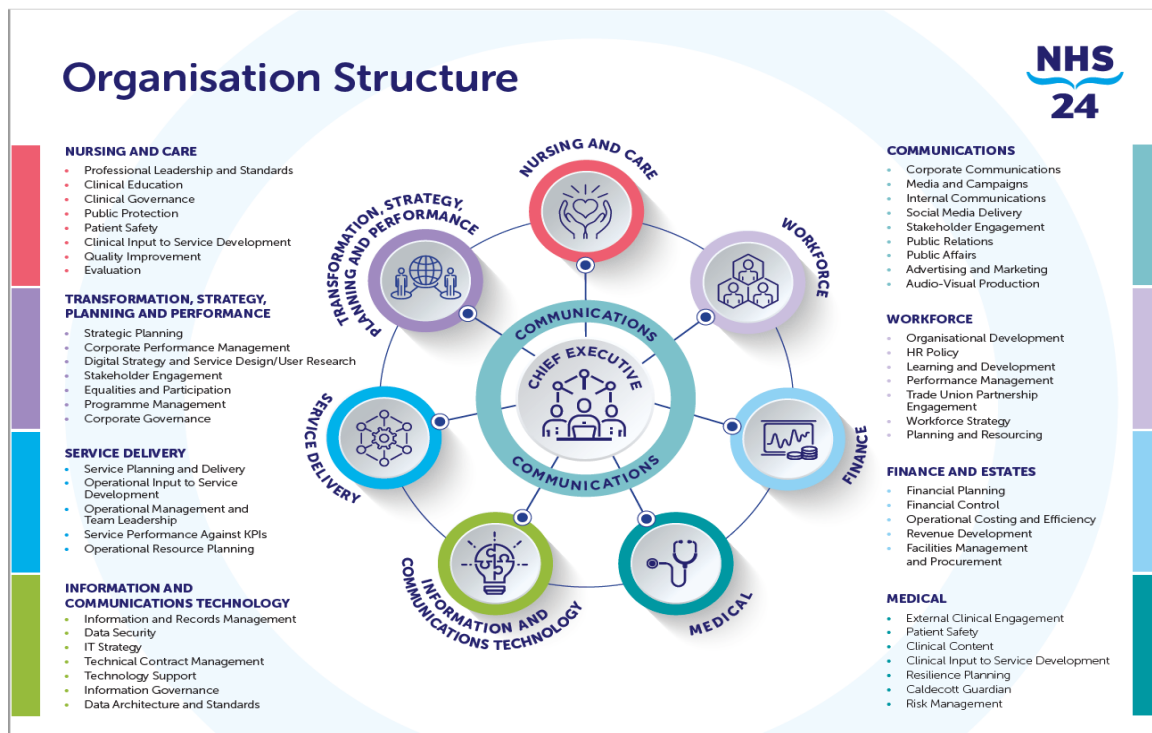 Organisation Structure
NHS
24
NURSING AND CARE
• Professional Leadership and Standards
• Clinical Education
• Clinical Governance
• Public Protection
• Patient Safety
• Clinical Input to Service Development
• Quality Improvement
• Evaluation
TRANSFORMATION, STRATEGY,
PLANNING AND PERFORMANCE
• Strategic Planning
• Corporate Performance Management
• Digital Strategy and Service Design/User Research
• Stakeholder Engagement
• Equalities and Participation
• Programme Management
• Corporate Governance
SERVICE DELIVERY
• Service Planning and Delivery
• Operational Input to Service
Development
• Operational Management and
Team Leadership
• Service Performance Against KPIs
• Operational Resource Planning
INFORMATION AND
COMMUNICATIONS TECHNOLOGY
• Information and Records Management
• Data Security
• IT Strategy
• Technical Contract Management
• Technology Support
• Information Governance
• Data Architecture and Standards
NURSING AND CARE
TRANSFORMATION, STRATEGY,
PLANNING AND PERFORMANCE
WORKFORCE
COMMUNICATIONS
CHIEF EXECUTIVE
COMMUNICATIONS
SERVICE DELIVERY
FINANCE
INFORMATION AND
COMMUNICATIONS TECHNOLOGY
MEDICAL
COMMUNICATIONS
• Corporate Communications
• Media and Campaigns
• Internal Communications
• Social Media Delivery
• Stakeholder Engagement
• Public Relations
• Public Affairs
• Advertising and Marketing
• Audio-Visual Production
WORKFORCE
• Organisational Development
• HR Policy
• Learning and Development
• Performance Management
• Trade Union Partnership
Engagement
• Workforce Strategy
• Planning and Resourcing
FINANCE AND ESTATES
• Financial Planning
• Financial Control
• Operational Costing and Efficiency
• Revenue Development
• Facilities Management
and Procurement
MEDICAL
• External Clinical Engagement
• Patient Safety
• Clinical Content
• Clinical Input to Service Development
• Resilience Planning
• Caldecott Guardian
• Risk Management